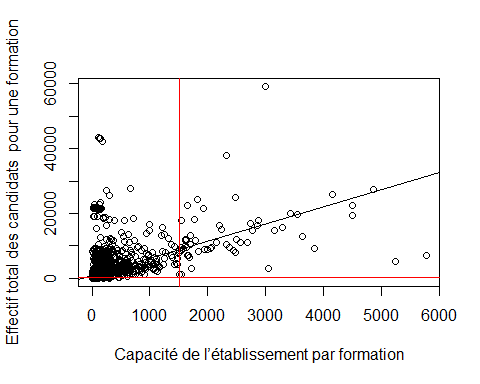 Effectif total des candidats pour une formation
60000
40000
20000
0
0 1000 2000 3000 4000 5000 6000
Capacité de l'établissement par formation